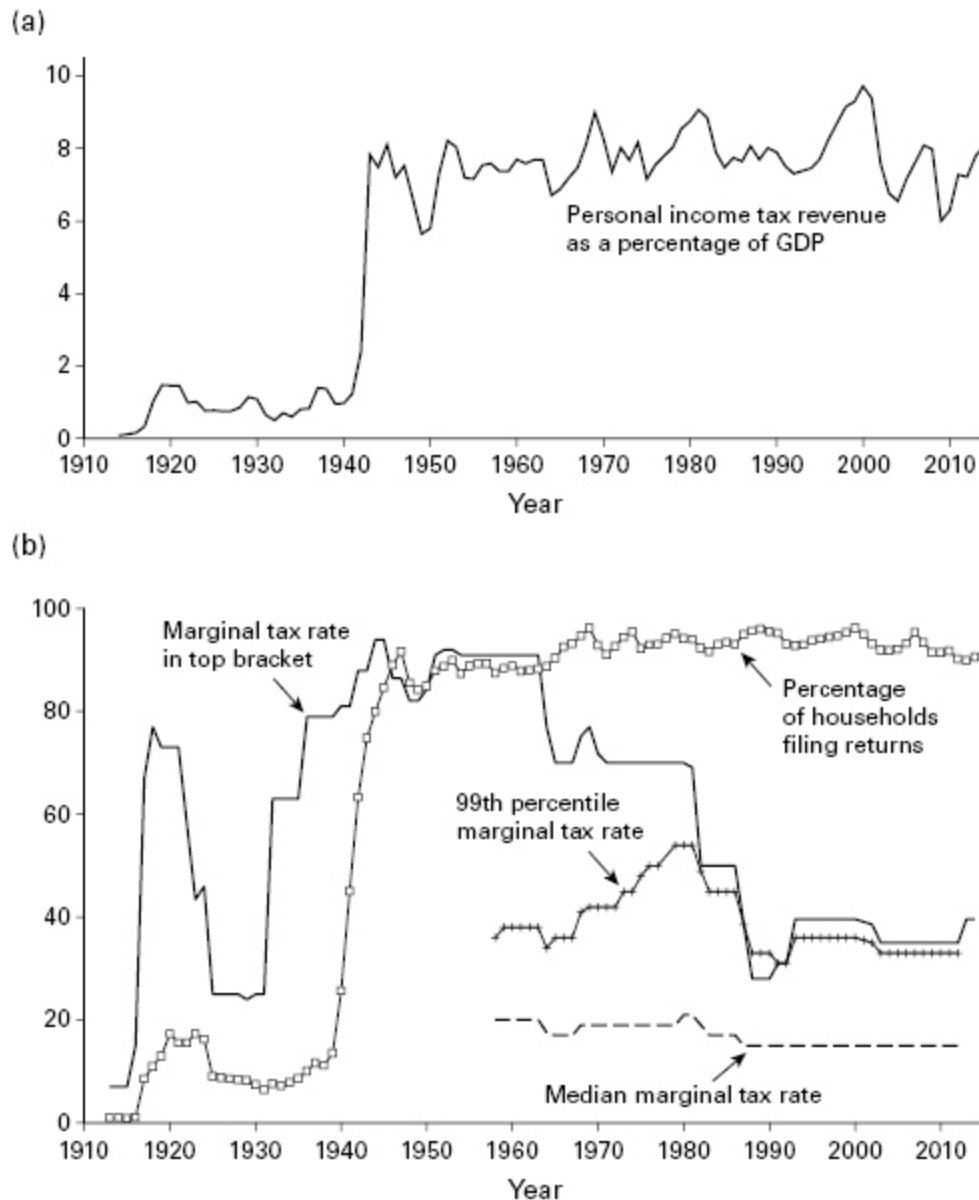 (a)
10
8
6
4
2
0
Personal income tax revenue
as a percentage of GDP
1910 1920 1930 1940 1950 1960 1970 1980 1990 2000 2010
Year
(b)
100
80
60
40
20
0
Marginal tax rate
in top bracket
Percentage
of households
filing returns
99th percentile
marginal tax rate
Median marginal tax rate
1910 1920 1930 1940 1950 1960 1970 1980 1990 2000 2010
Year